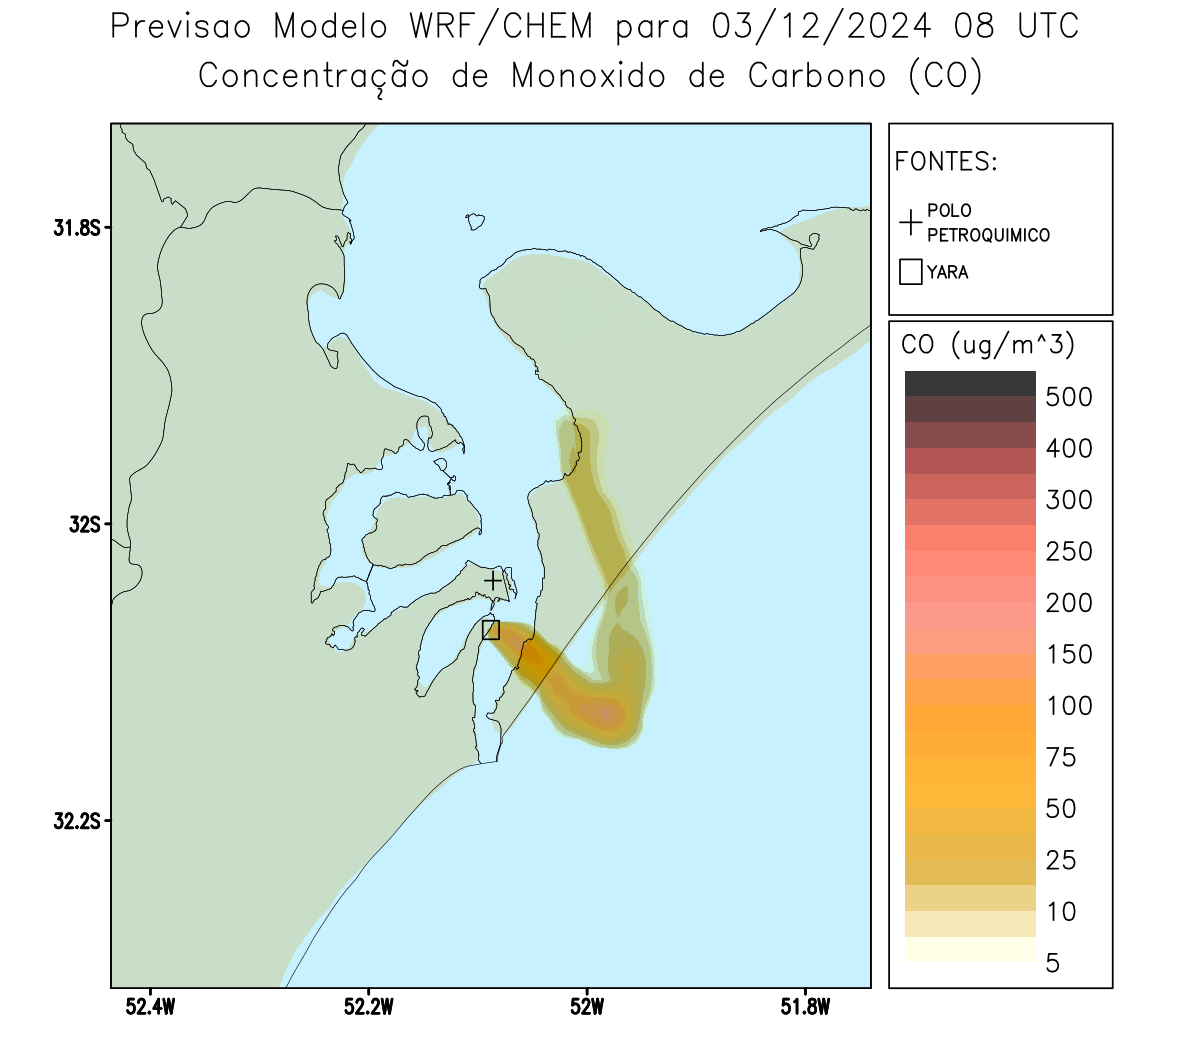 Previsao Modelo WRF/CHEM para 03/12/2024 08 UTC
Concentração de Monoxido de Carbono (CO)
FONTES:
POLO
PETROQUIMICO
YARA
CO (ug/m^3)
500
400
300
250
200
150
100
75
50
25
10
5
31.8S
32S
32.2S
52.4W
52.2W
52W
51.8W